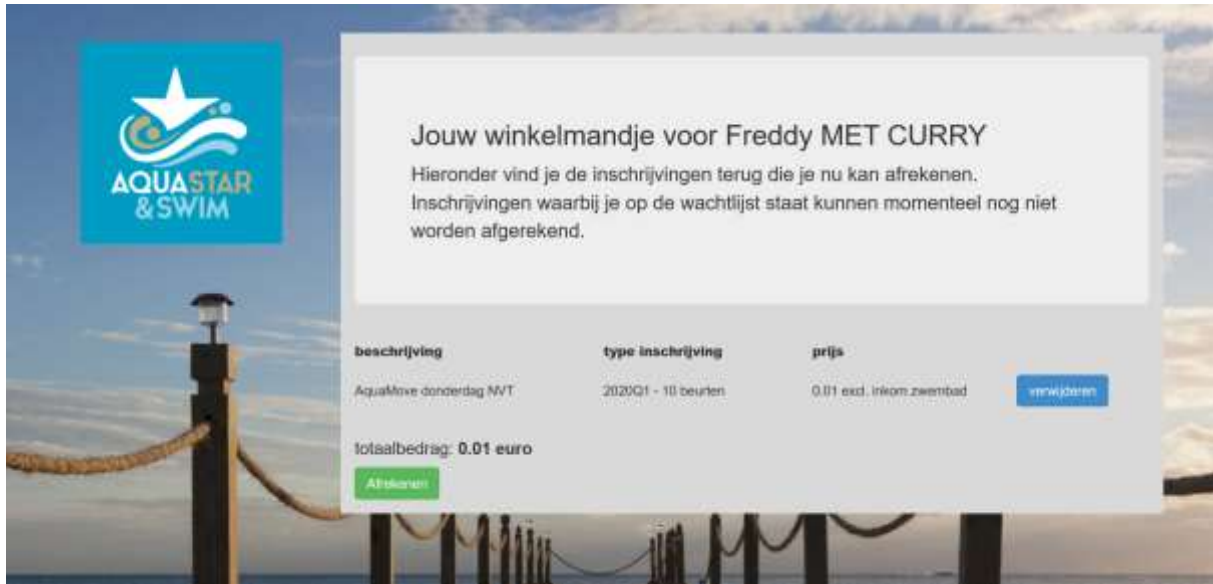 AQUASTAR
& SWIM
Jouw winkelmandje voor Freddy MET CURRY
Hieronder vind je de inschrijvingen terug die je nu kan afrekenen.
Inschrijvingen waarbij je op de wachtlijst staat kunnen momenteel nog niet
worden afgerekend.
beschrijving type inschrijving prijs
AquaMove donderdag NVT 2020Q1 - 10 beurten 0.01 excl. inkom zwembad verwijderen
totaalbedrag: 0.01 euro
Afrekenen